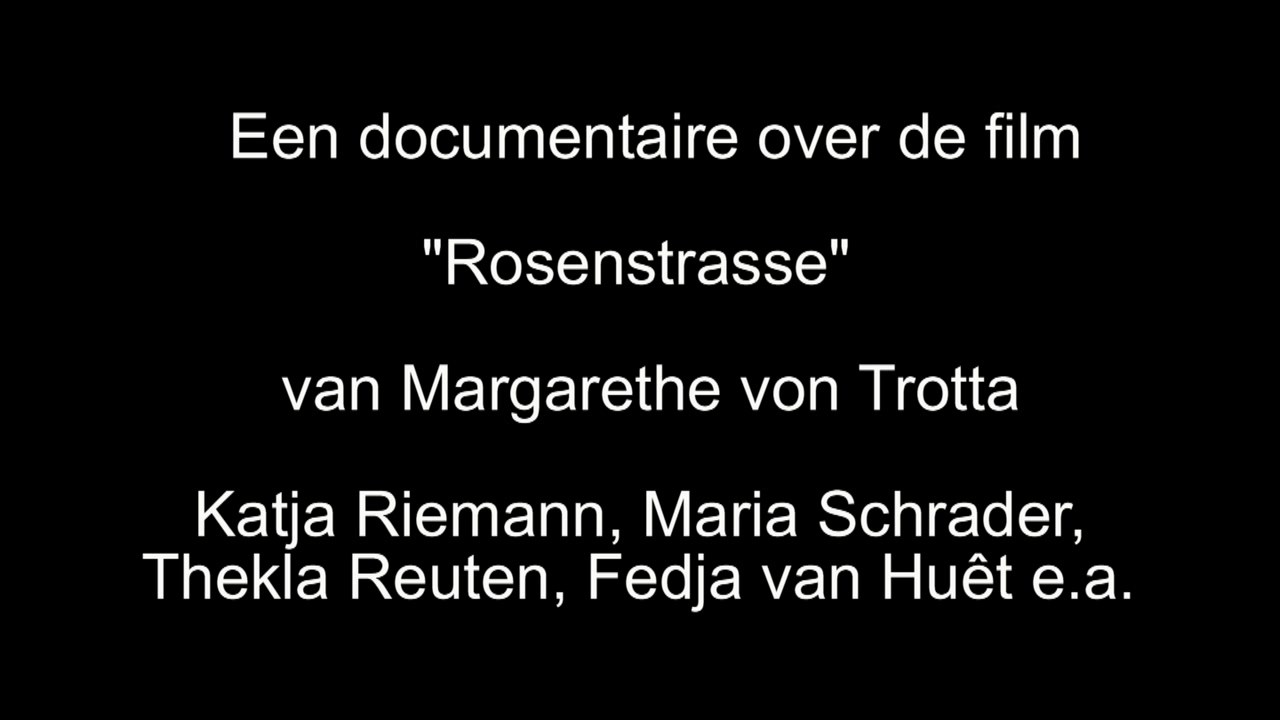 Een documentaire over de film
"Rosenstrasse"
van Margarethe von Trotta
Katja Riemann, Maria Schrader,
Thekla Reuten, Fedja van Huêt e.a.